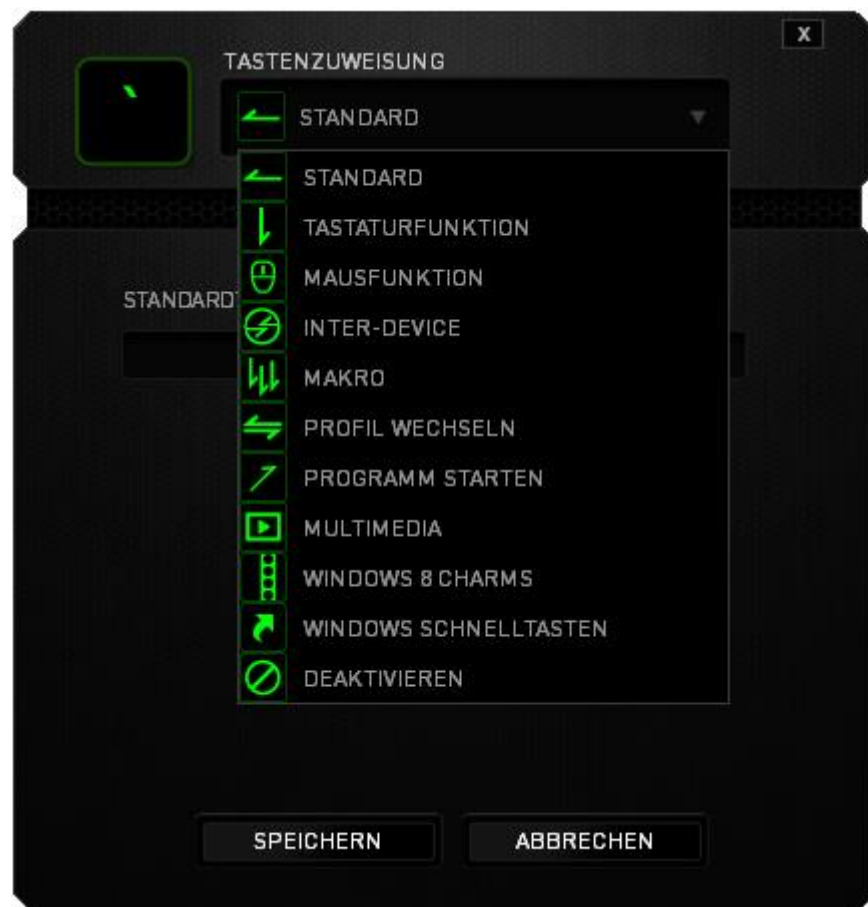 X
TASTENZUWEISUNG
`
STANDARD
STANDARD
TASTATURFUNKTION
MAUSFUNKTION
STANDARD
INTER-DEVICE
MAKRO
PROFIL WECHSELN
PROGRAMM STARTEN
MULTIMEDIA
WINDOWS 8 CHARMS
WINDOWS SCHNELLTASTEN
DEAKTIVIEREN
SPEICHERN
ABBRECHEN